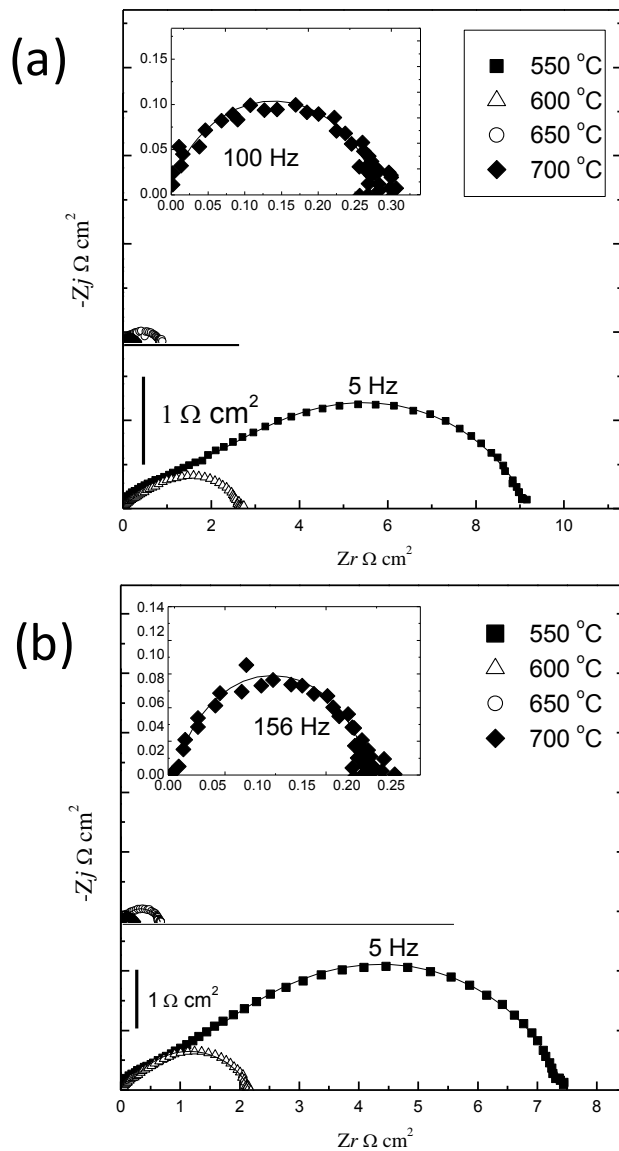 (a)
0.15
0.10
0.05
0.00
0.00 0.05 0.10 0.15 0.20 0.25 0.30
100 Hz
550 °C
600 °C
650 °C
700 °C
-Zj Ω cm²
1 Ω cm²
5 Hz
0 2 4 6 8 10
Zr Ω cm²
(b)
0.14
0.12
0.10
0.08
0.06
0.04
0.02
0.00
0.00 0.05 0.10 0.15 0.20 0.25
156 Hz
550 °C
600 °C
650 °C
700 °C
-Zj Ω cm²
1 Ω cm²
5 Hz
0 1 2 3 4 5 6 7 8
Zr Ω cm²